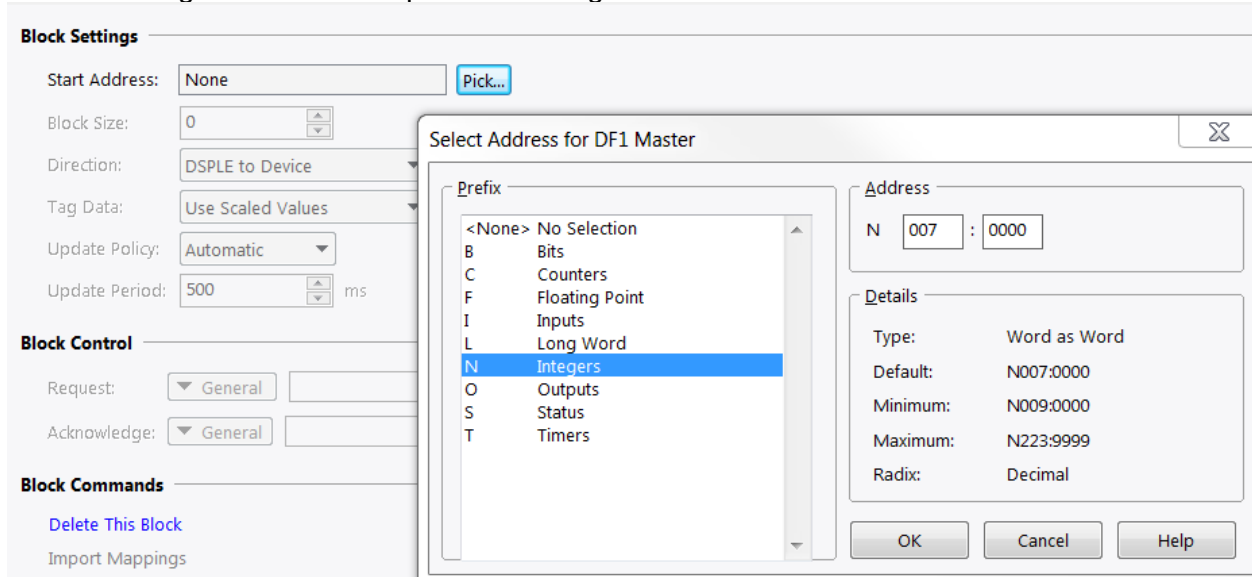 Block Settings
Start Address: None Pick...
Block Size: 0
Direction: DSPLE to Device
Tag Data: Use Scaled Values
Update Policy: Automatic
Update Period: 500 ms
Block Control
Request: General
Acknowledge: General
Block Commands
Delete This Block
Import Mappings
Select Address for DF1 Master
Prefix
<None> No Selection
B Bits
C Counters
F Floating Point
I Inputs
L Long Word
N Integers
O Outputs
S Status
T Timers
Address
N 007 : 0000
Details
Type: Word as Word
Default: N007:0000
Minimum: N009:0000
Maximum: N223:9999
Radix: Decimal
OK Cancel Help